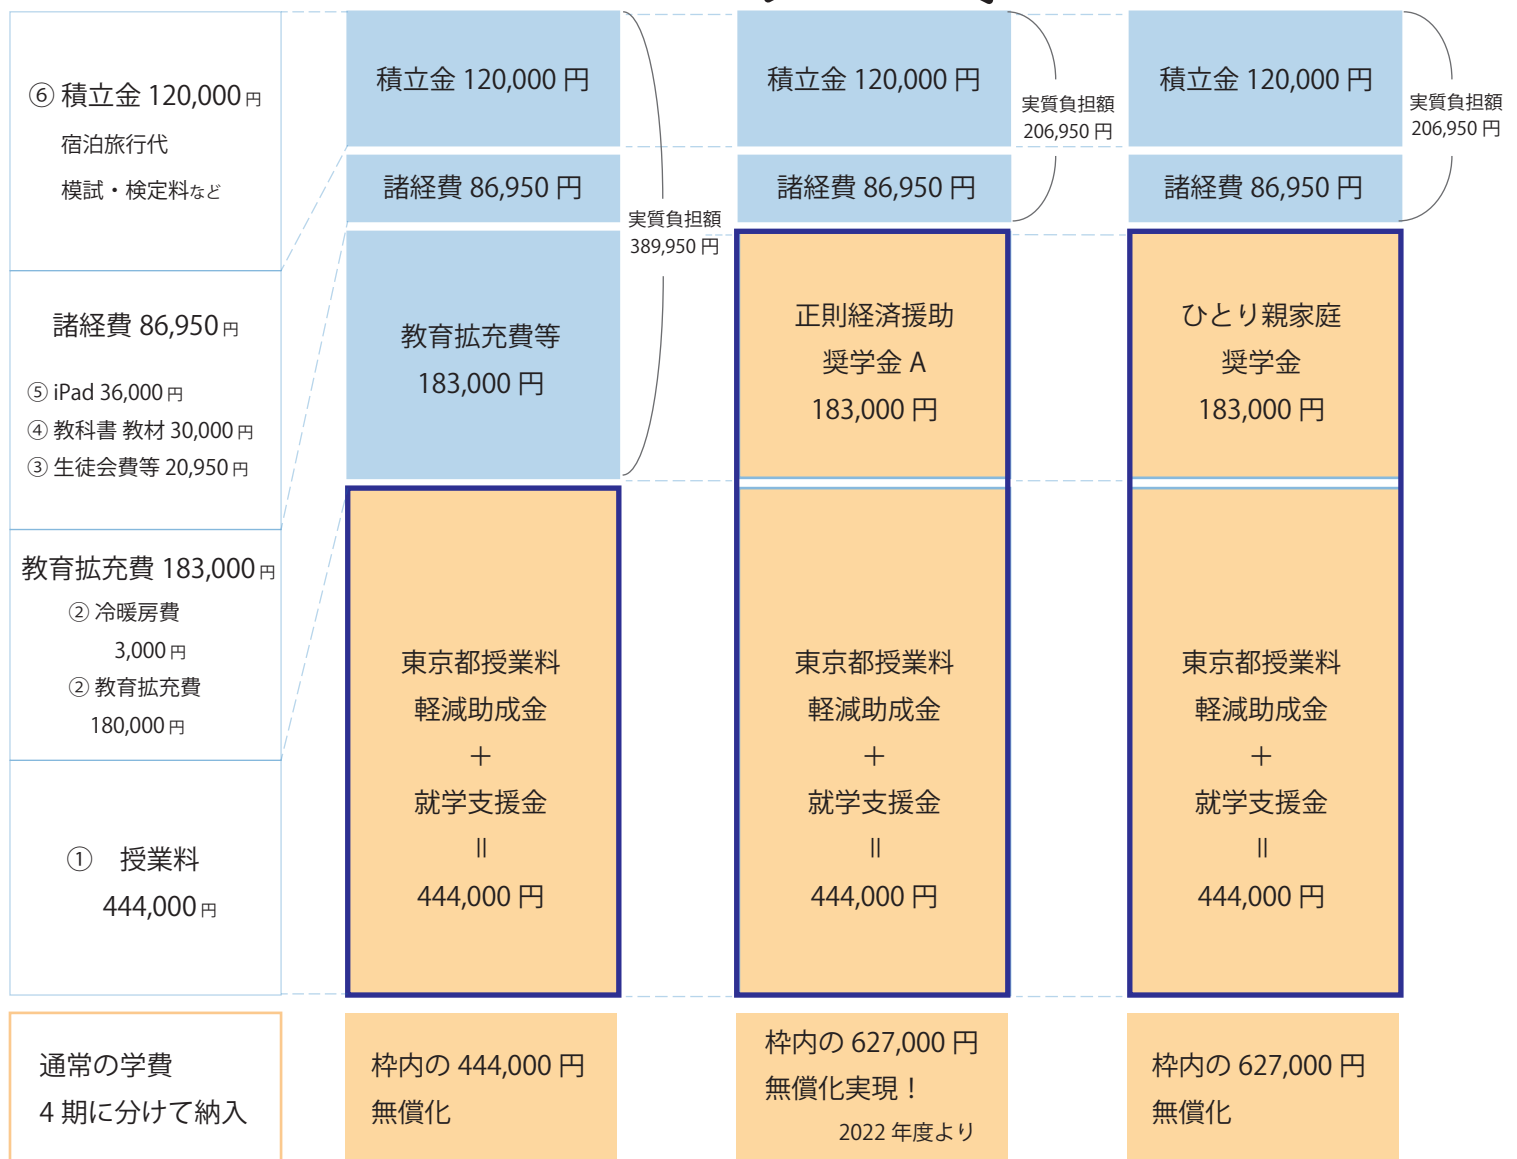 ⑥ 積立金 120,000 円
宿泊旅行代
模試・検定料など
諸経費 86,950 円
⑤ iPad 36,000 円
④ 教科書 教材 30,000 円
③ 生徒会費等 20,950 円
教育拡充費 183,000 円
② 冷暖房費
3,000 円
② 教育拡充費
180,000 円
① 授業料
444,000 円
通常の学費
4 期に分けて納入
積立金 120,000 円
諸経費 86,950 円
教育拡充費等
183,000 円
実質負担額
389,950 円
東京都授業料
軽減助成金
＋
就学支援金
＝
444,000 円
枠内の 444,000 円
無償化
積立金 120,000 円
諸経費 86,950 円
実質負担額
206,950 円
正則経済援助
奨学金 A
183,000 円
東京都授業料
軽減助成金
＋
就学支援金
＝
444,000 円
枠内の 627,000 円
無償化実現！
2022 年度より
積立金 120,000 円
諸経費 86,950 円
実質負担額
206,950 円
ひとり親家庭
奨学金
183,000 円
東京都授業料
軽減助成金
＋
就学支援金
＝
444,000 円
枠内の 627,000 円
無償化